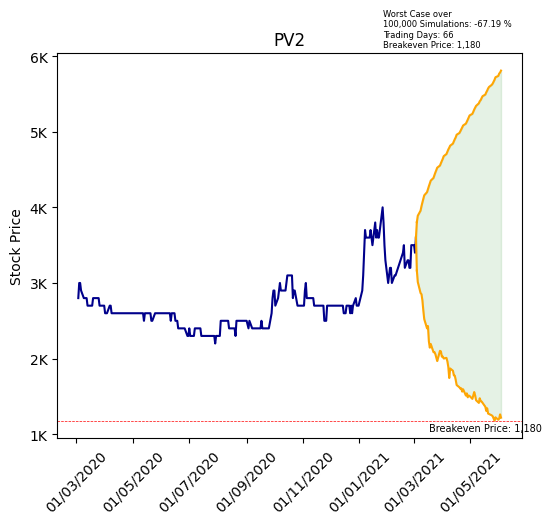 Worst Case over
100,000 Simulations: -67.19 %
Trading Days: 66
Breakeven Price: 1,180
PV2
Stock Price
6K
5K
4K
3K
2K
1K
Breakeven Price: 1,180
01/03/2020
01/05/2020
01/07/2020
01/09/2020
01/11/2020
01/01/2021
01/03/2021
01/05/2021